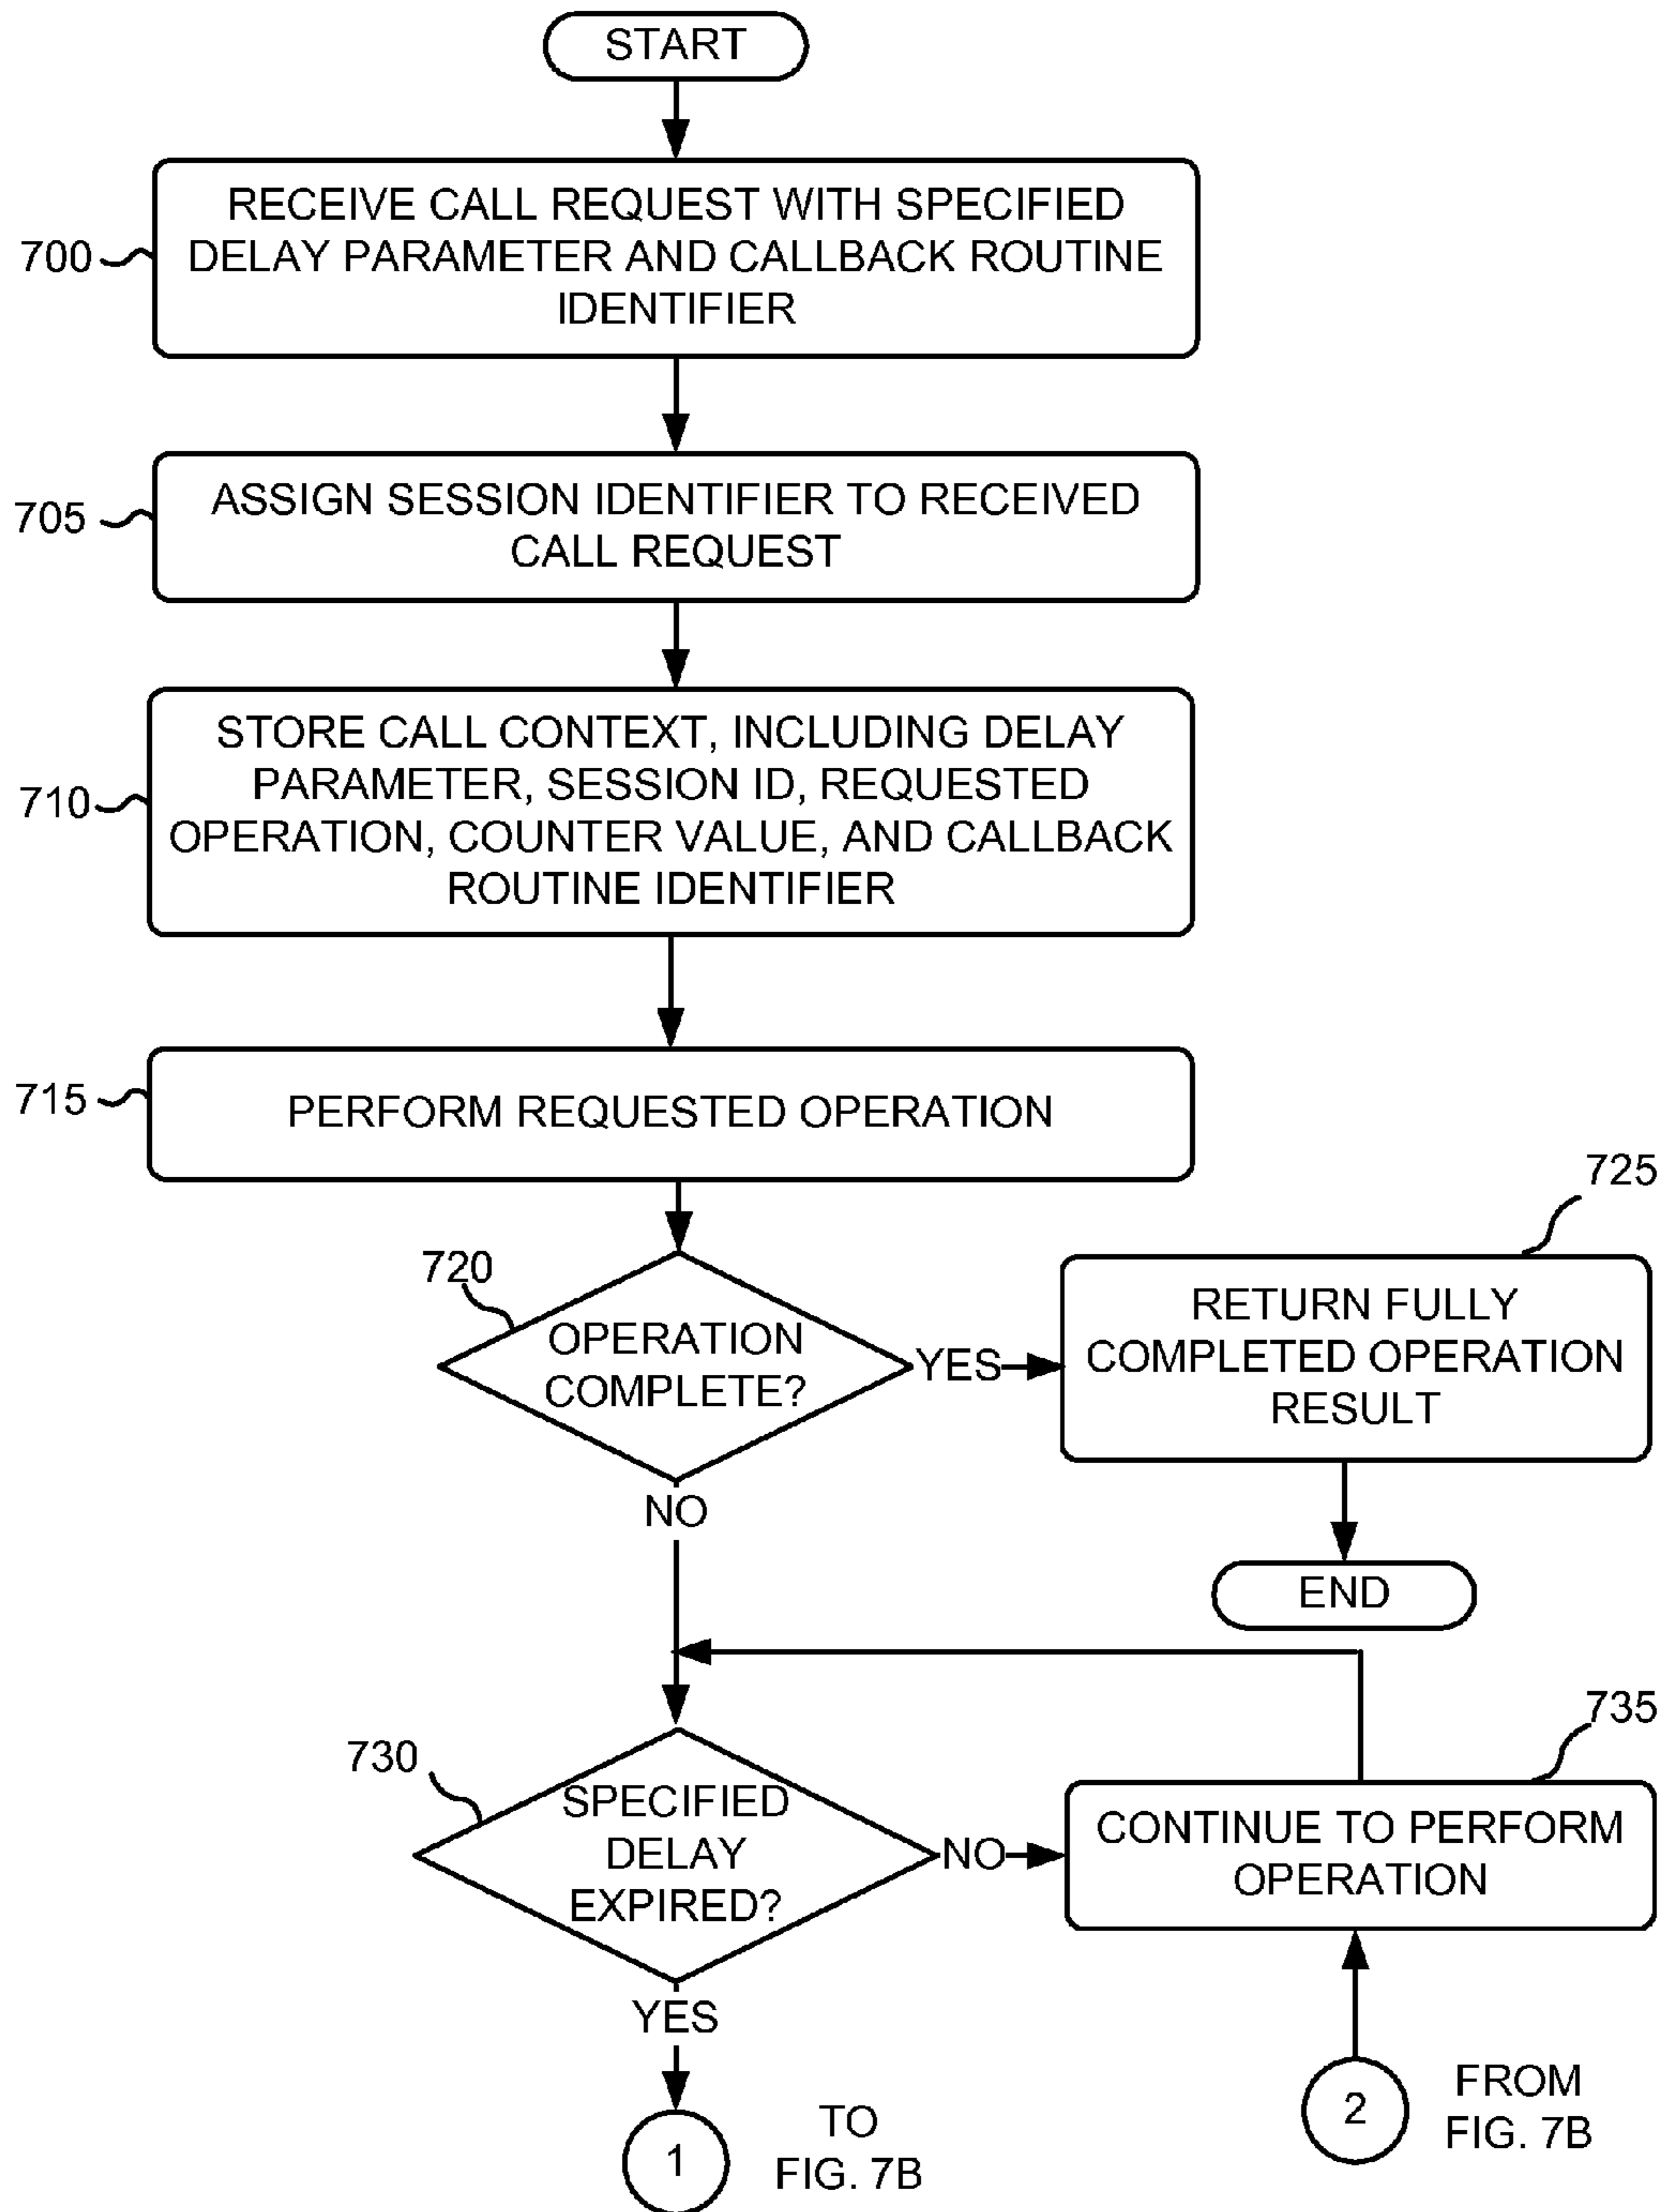 START
700
RECEIVE CALL REQUEST WITH SPECIFIED
DELAY PARAMETER AND CALLBACK ROUTINE
IDENTIFIER
705
ASSIGN SESSION IDENTIFIER TO RECEIVED
CALL REQUEST
710
STORE CALL CONTEXT, INCLUDING DELAY
PARAMETER, SESSION ID, REQUESTED
OPERATION, COUNTER VALUE, AND CALLBACK
ROUTINE IDENTIFIER
715
PERFORM REQUESTED OPERATION
720
OPERATION
COMPLETE?
YES
725
RETURN FULLY
COMPLETED OPERATION
RESULT
END
NO
730
SPECIFIED
DELAY
EXPIRED?
NO
735
CONTINUE TO PERFORM
OPERATION
YES
1
TO
FIG. 7B
2
FROM
FIG. 7B